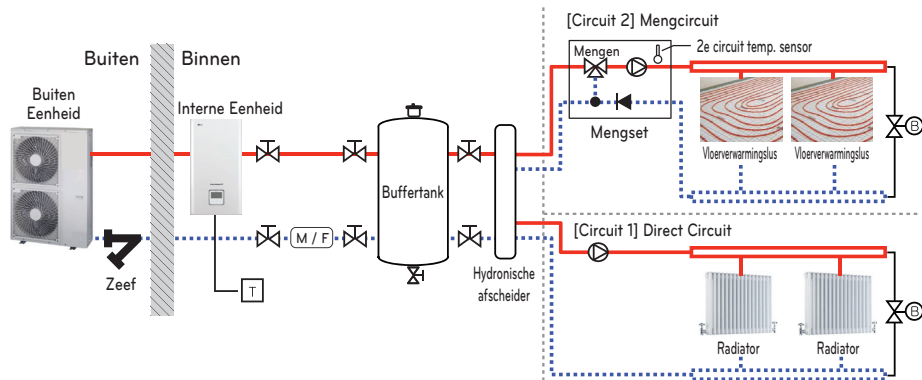 [Circuit 2] Mengcircuit
Mengen
2e circuit temp. sensor
Buiten
Binnen
Buiten
Eenheid
Interne Eenheid
Mengset
Vloerverwarmingslus
Vloerverwarmingslus
B
Buffertank
M / F
Zeef
T
Hydronische
afscheider
[Circuit 1] Direct Circuit
B
Radiator
Radiator